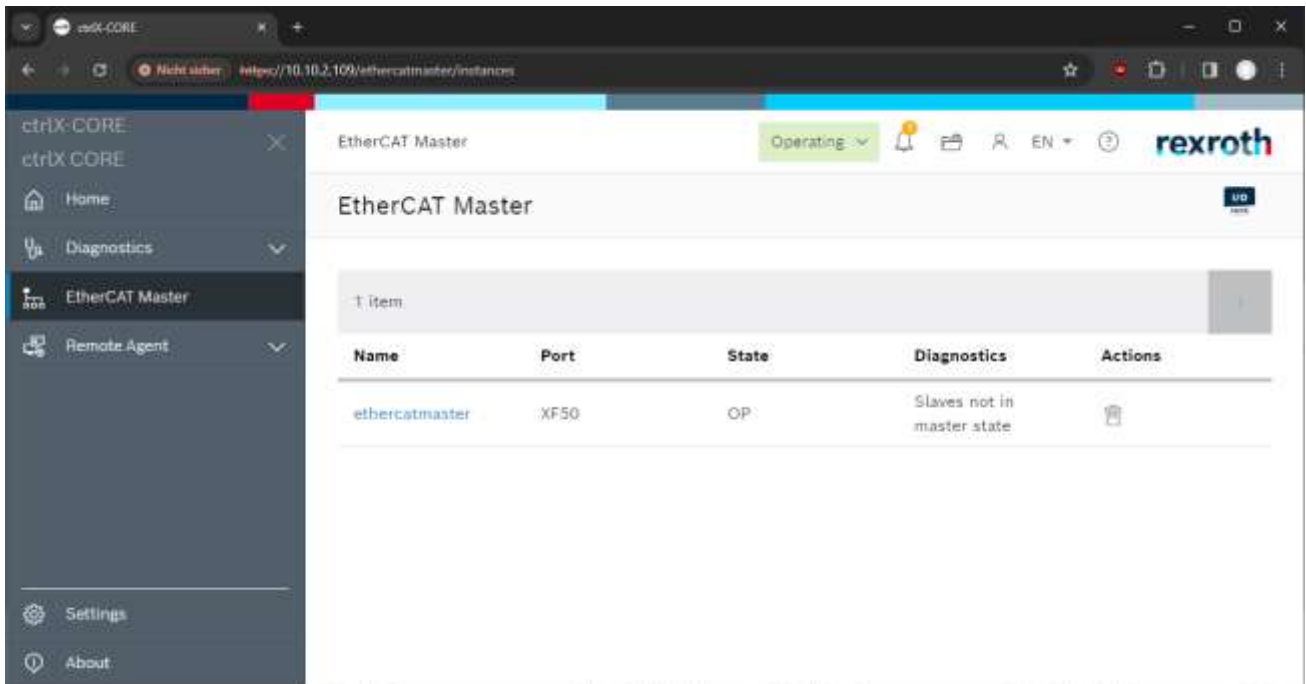 ctrlX-CORE
Nicht sicher https://10.10.2.109/ethercatmaster/instances
ctrlX-CORE
ctrlX CORE
Home
Diagnostics
EtherCAT Master
Remote Agent
Settings
About
EtherCAT Master
Operating
EN
rexroth
EtherCAT Master
I/O
1 item
Name Port State Diagnostics Actions
ethercatmaster XF50 OP Slaves not in
master state